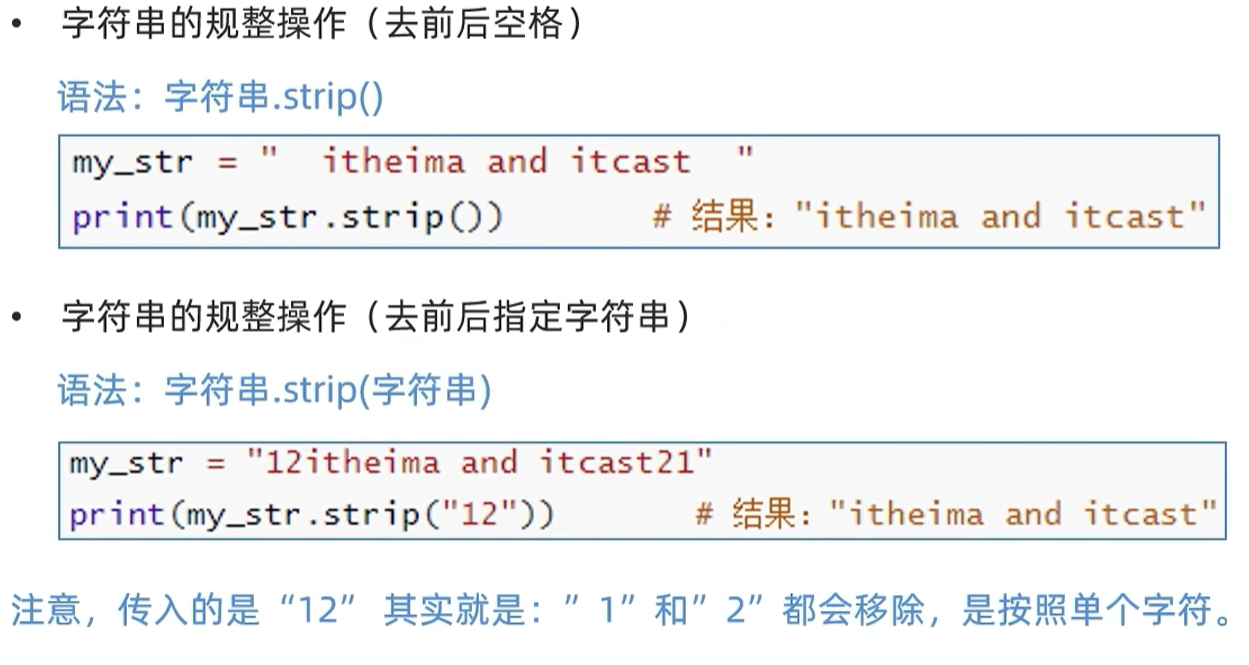 • 字符串的规整操作（去前后空格）
语法：字符串.strip()
my_str = "  itheima and itcast  "
print(my_str.strip())        # 结果："itheima and itcast"
• 字符串的规整操作（去前后指定字符串）
语法：字符串.strip(字符串)
my_str = "12itheima and itcast21"
print(my_str.strip("12"))        # 结果："itheima and itcast"
注意，传入的是“12” 其实就是：”1”和”2”都会移除，是按照单个字符。